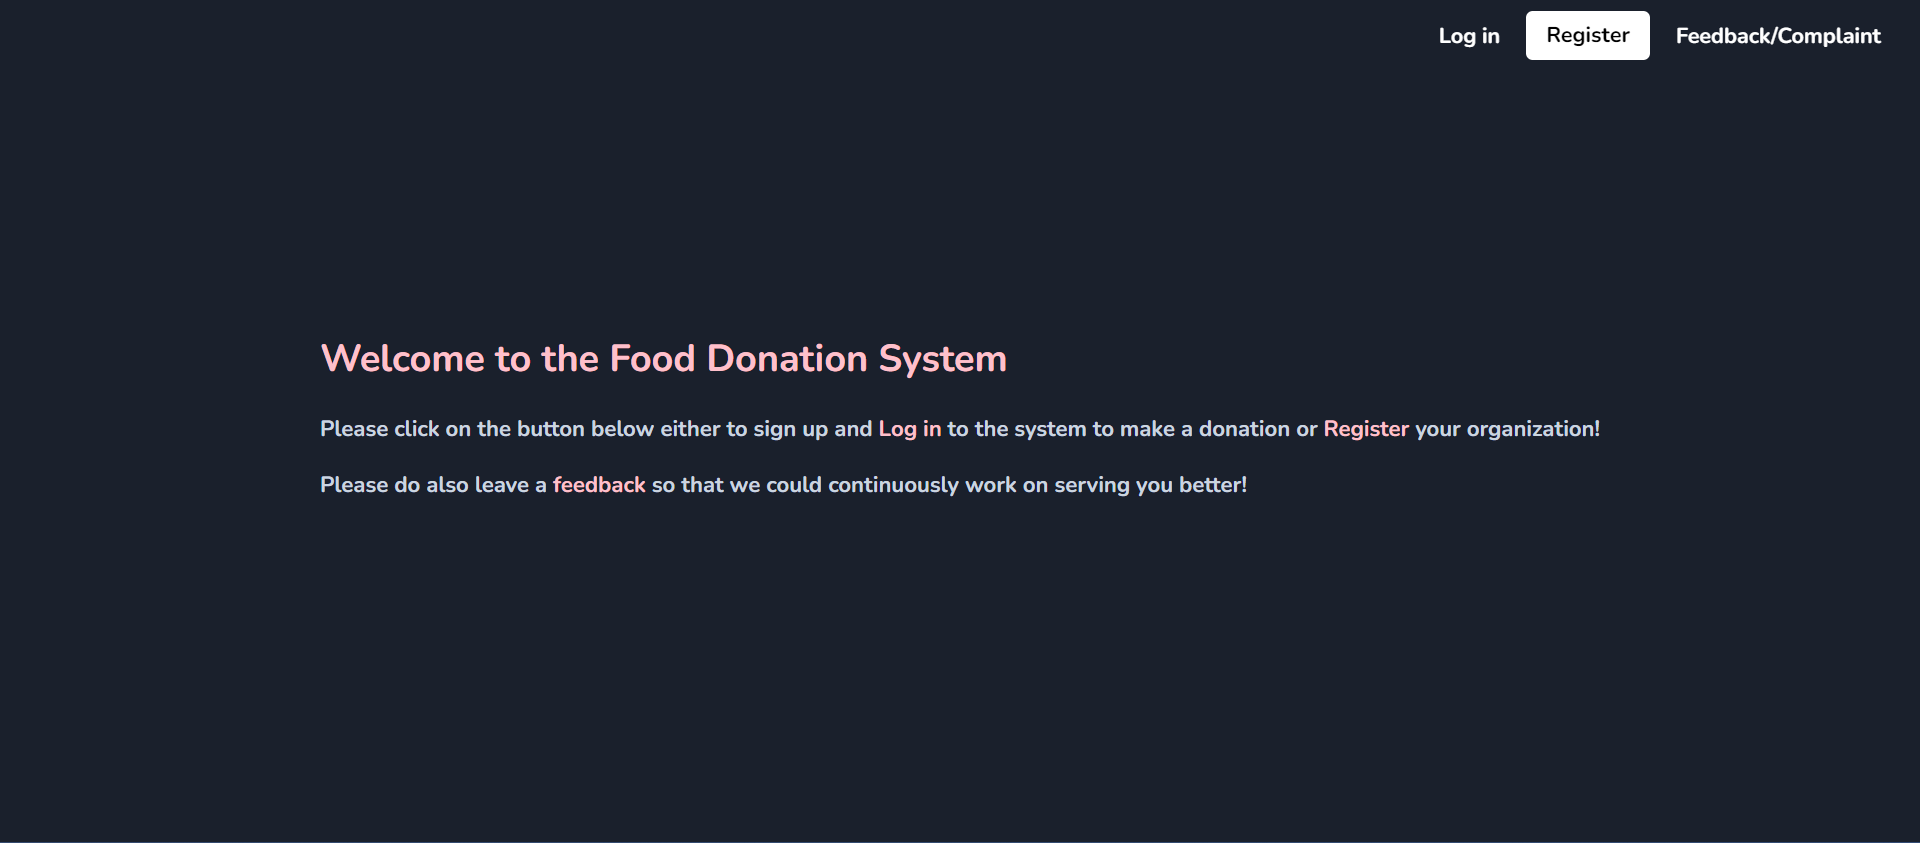 Log in Register Feedback/Complaint
Welcome to the Food Donation System
Please click on the button below either to sign up and Log in to the system to make a donation or Register your organization!
Please do also leave a feedback so that we could continuously work on serving you better!